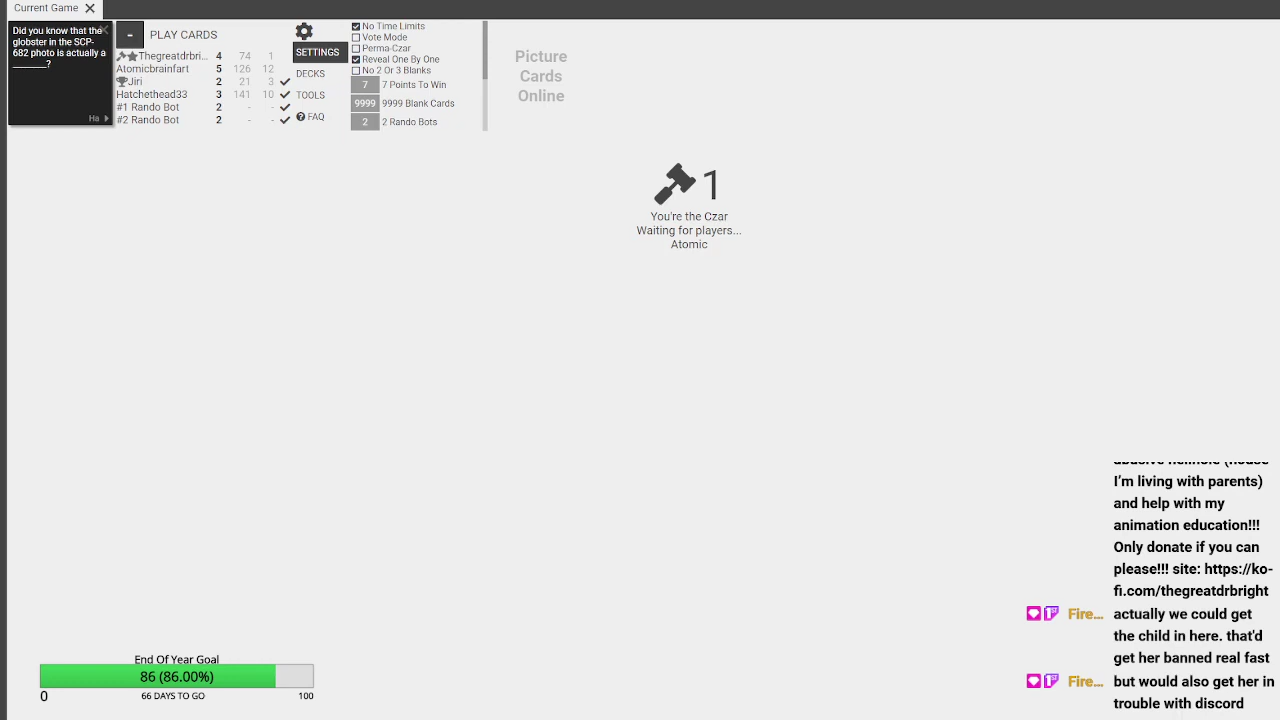 Current Game
Did you know that the
globster in the SCP-
682 photo is actually a
______?
Ha
-
PLAY CARDS
Thegreatdrbri... 4 74 1
Atomicbrainfart 5 126 12
Jiri 2 21 3
Hatchethead33 3 141 10
#1 Rando Bot 2 - -
#2 Rando Bot 2 - -
SETTINGS
DECKS
TOOLS
FAQ
No Time Limits
Vote Mode
Perma-Czar
Reveal One By One
No 2 Or 3 Blanks
7 7 Points To Win
9999 9999 Blank Cards
2 2 Rando Bots
Picture
Cards
Online
1
You're the Czar
Waiting for players...
Atomic
abusive hellhole (house
I'm living with parents)
and help with my
animation education!!!
Only donate if you can
please!!! site: https://ko-
fi.com/thegreatdrbright
Fire... actually we could get
the child in here. that'd
get her banned real fast
Fire... but would also get her in
trouble with discord
End Of Year Goal
86 (86.00%)
0 66 DAYS TO GO 100